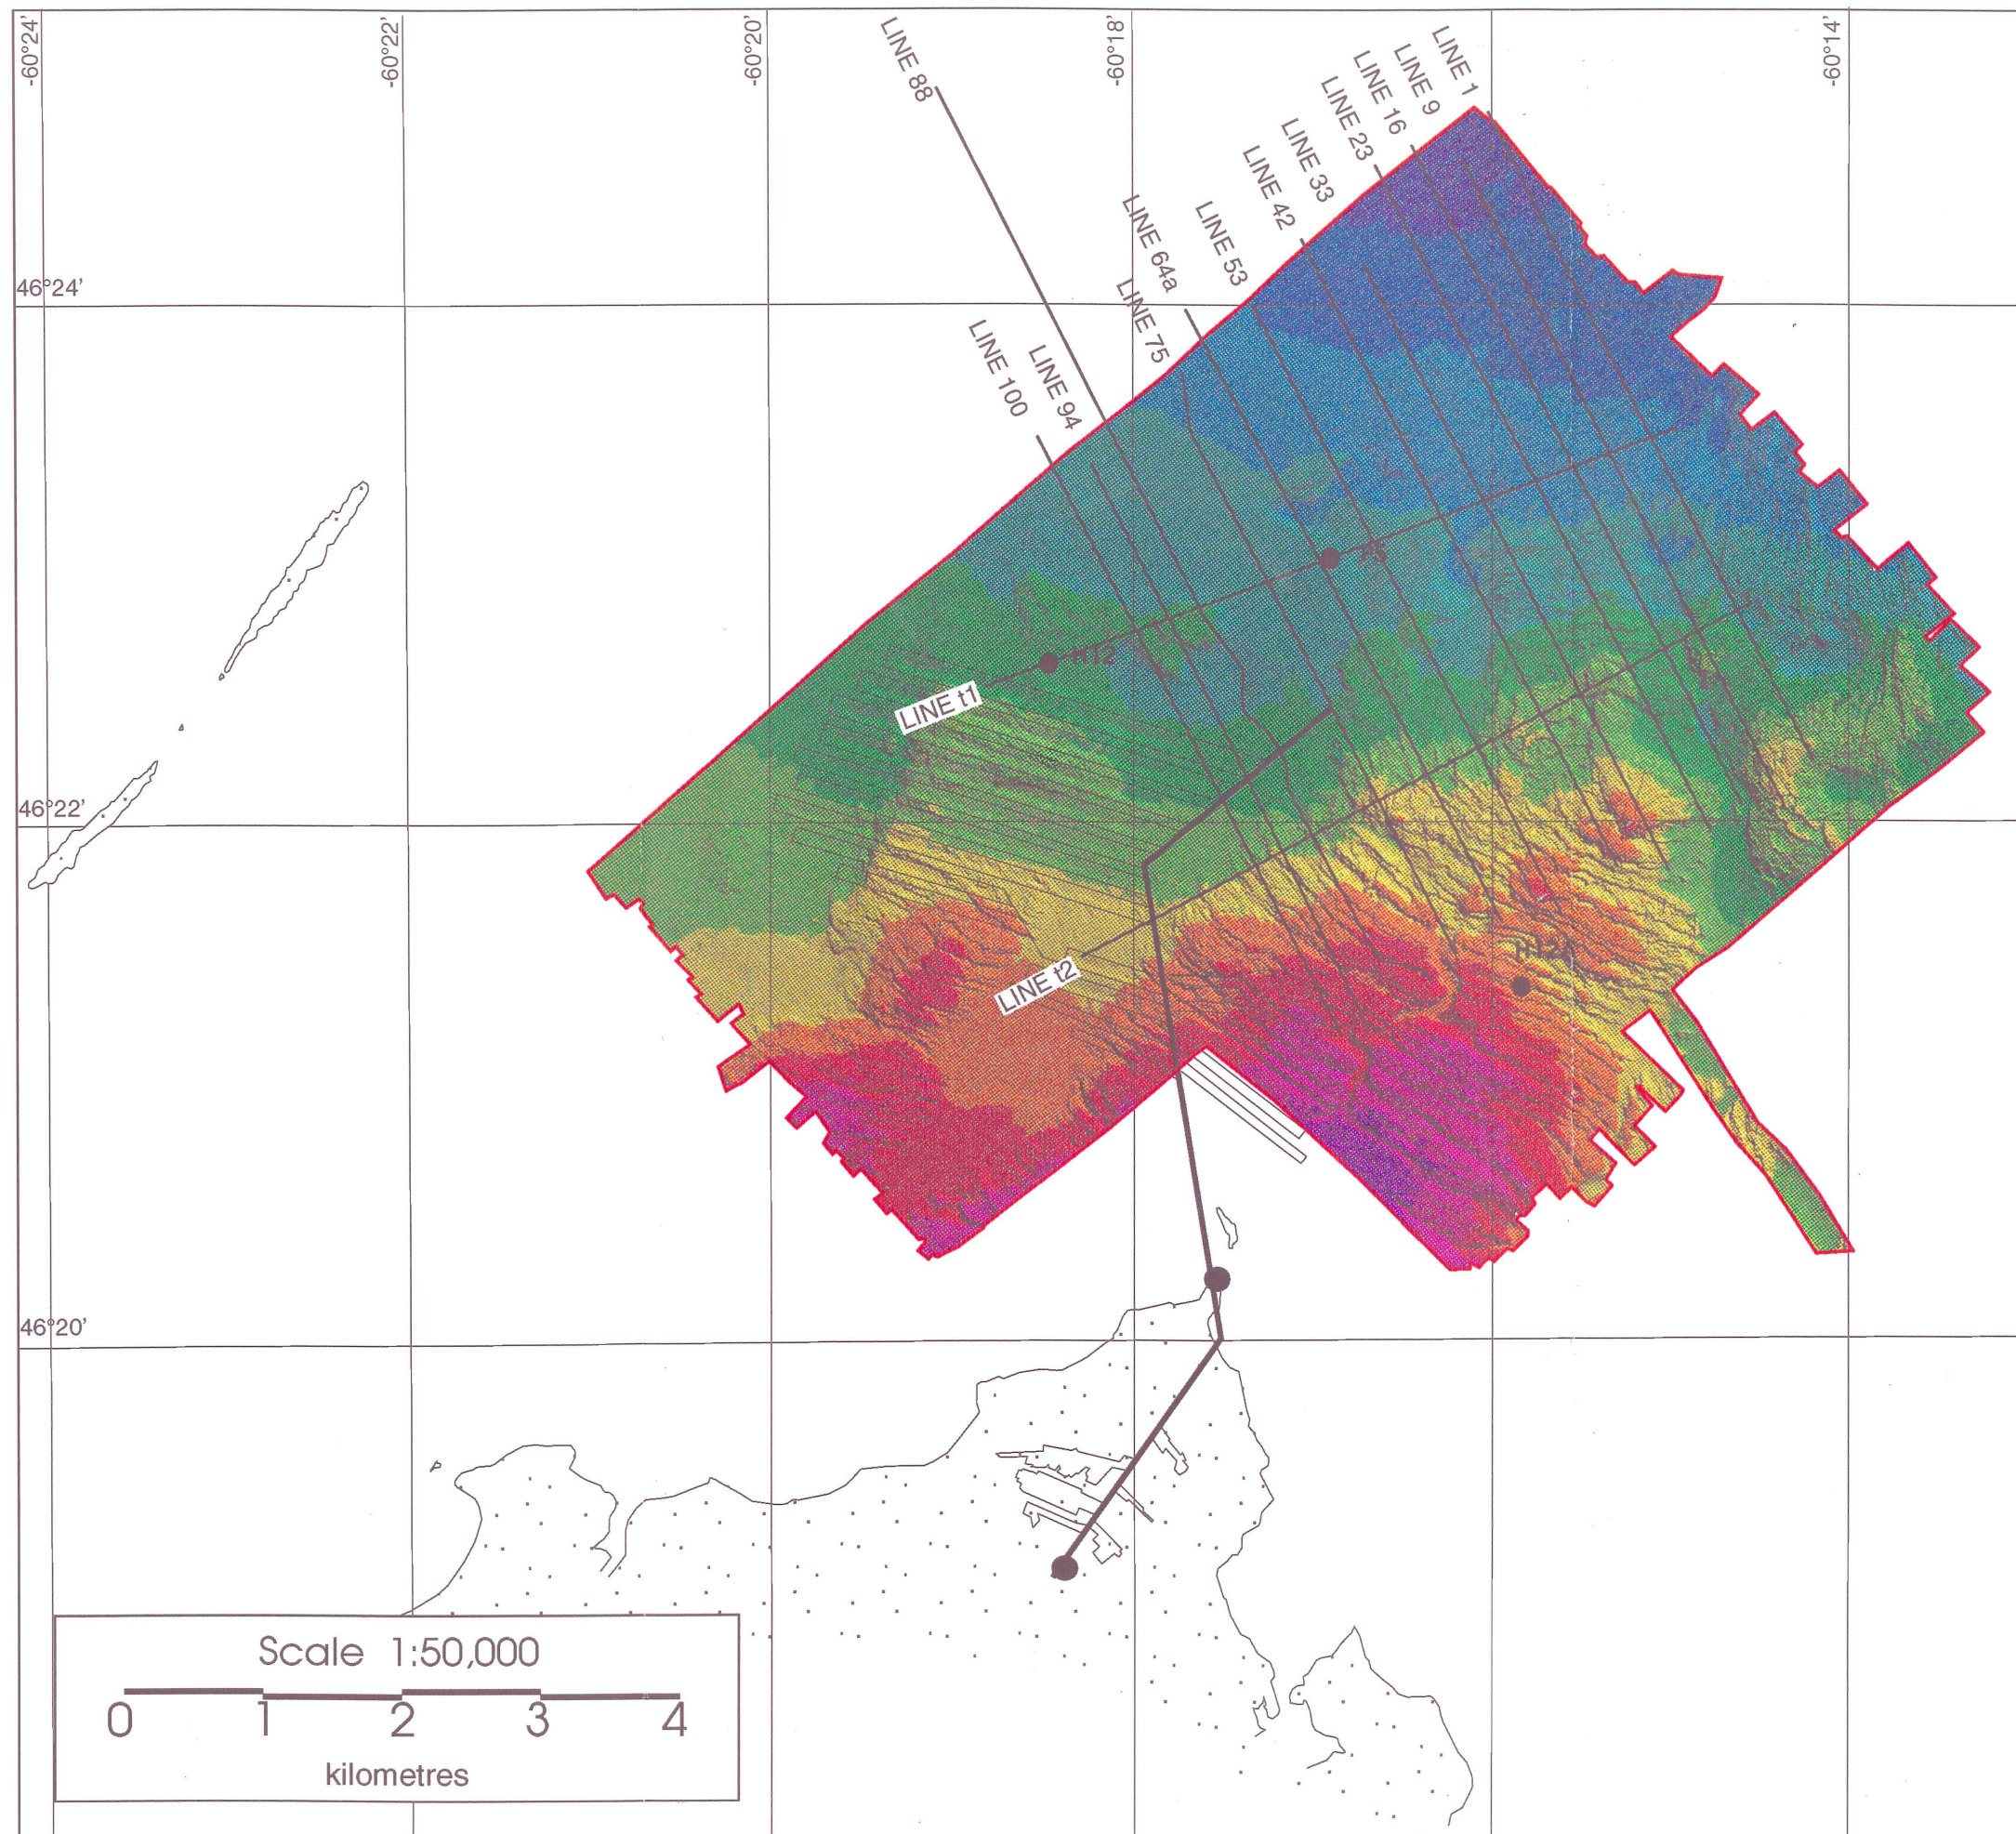 -60°24'
-60°22'
-60°20'
-60°18'
-60°14'
LINE 88
LINE 1
LINE 9
LINE 16
LINE 23
LINE 33
LINE 42
LINE 53
LINE 64a
LINE 75
LINE 94
LINE 100
46°24'
H12
LINE t1
46°22'
LINE t2
46°20'
Scale 1:50,000
0 1 2 3 4
kilometres